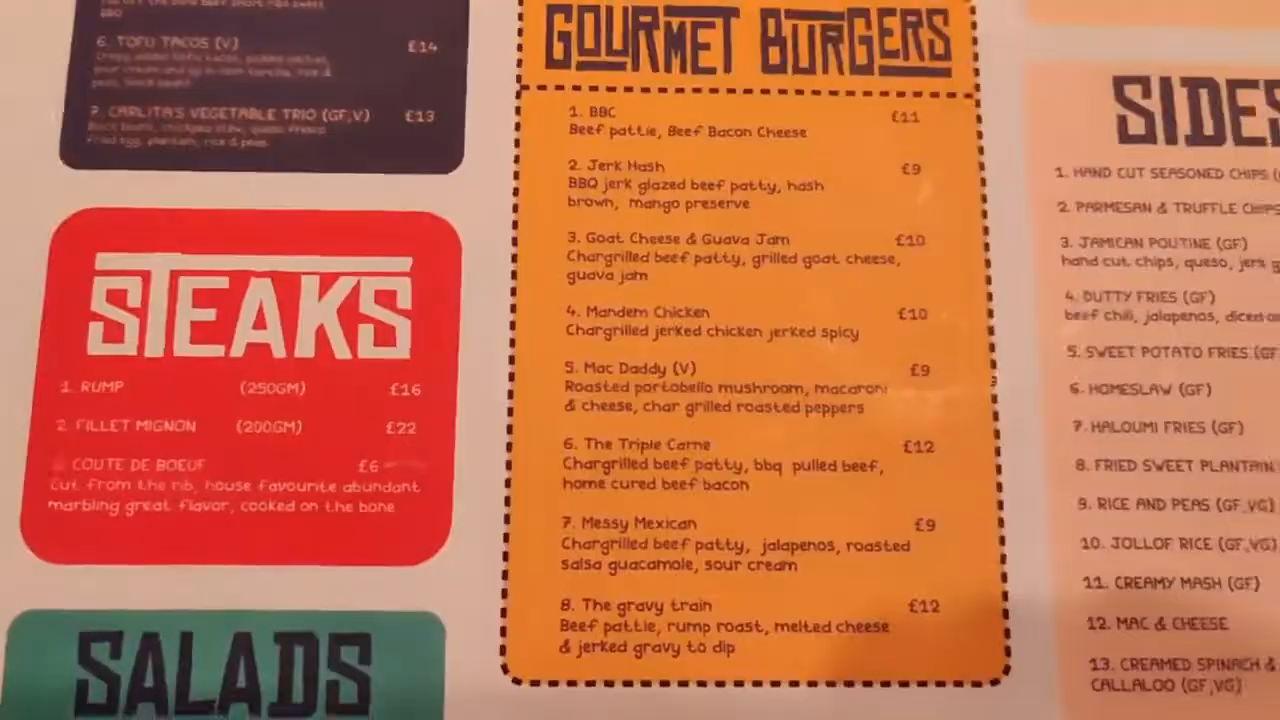 BBQ
6. TOFU TACOS (V) £14
7. CARLITA'S VEGETABLE TRIO (GF,V) £13
Fried egg, plantain, rice & peas
STEAKS
1. RUMP (250GM) £16
2. FILLET MIGNON (200GM) £22
COUTE DE BOEUF £6
Cut from the rib, house favourite abundant
marbling great flavor, cooked on the bone
SALADS
GOURMET BURGERS
1. BBC £11
Beef pattie, Beef Bacon Cheese
2. Jerk Hash £9
BBQ jerk glazed beef patty, hash
brown, mango preserve
3. Goat Cheese & Guava Jam £10
Chargrilled beef patty, grilled goat cheese,
guava jam
4. Mandem Chicken £10
Chargrilled jerked chicken jerked spicy
5. Mac Daddy (V) £9
Roasted portobello mushroom, macaroni
& cheese, char grilled roasted peppers
6. The Triple Carne £12
Chargrilled beef patty, bbq pulled beef,
home cured beef bacon
7. Messy Mexican £9
Chargrilled beef patty, jalapenos, roasted
salsa guacamole, sour cream
8. The gravy train £12
Beef pattie, rump roast, melted cheese
& jerked gravy to dip
SIDES
1. HAND CUT SEASONED CHIPS
2. PARMESAN & TRUFFLE CHIPS
3. JAMICAN POUTINE (GF)
hand cut chips, queso, jerk
4. DUTTY FRIES (GF)
beef chili, jalapenos, diced
5. SWEET POTATO FRIES (GF
6. HOMESLAW (GF)
7. HALOUMI FRIES (GF)
8. FRIED SWEET PLANTAIN
9. RICE AND PEAS (GF,VG)
10. JOLLOF RICE (GF,VG)
11. CREAMY MASH (GF)
12. MAC & CHEESE
13. CREAMED SPINACH &
CALLALOO (GF,VG)